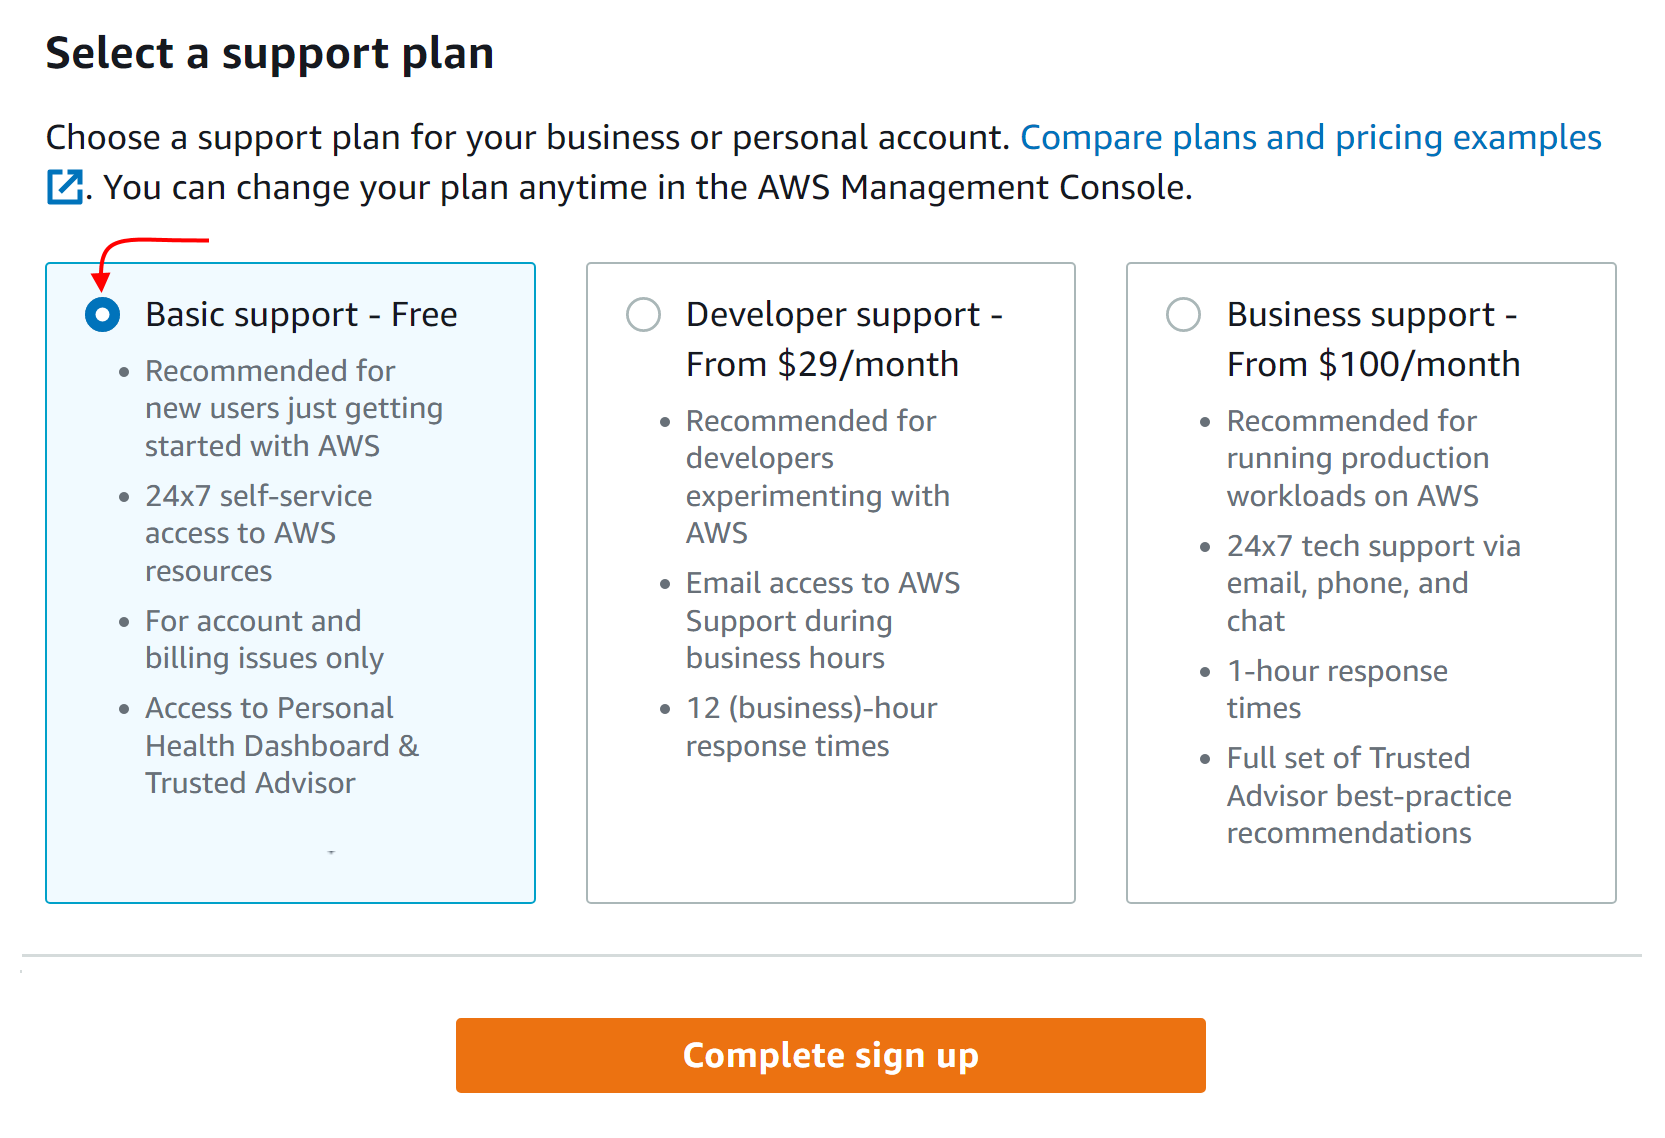 Select a support plan
Choose a support plan for your business or personal account. Compare plans and pricing examples
. You can change your plan anytime in the AWS Management Console.
Basic support - Free
• Recommended for
new users just getting
started with AWS
• 24x7 self-service
access to AWS
resources
• For account and
billing issues only
• Access to Personal
Health Dashboard &
Trusted Advisor
Developer support -
From $29/month
• Recommended for
developers
experimenting with
AWS
• Email access to AWS
Support during
business hours
• 12 (business)-hour
response times
Business support -
From $100/month
• Recommended for
running production
workloads on AWS
• 24x7 tech support via
email, phone, and
chat
• 1-hour response
times
• Full set of Trusted
Advisor best-practice
recommendations
Complete sign up